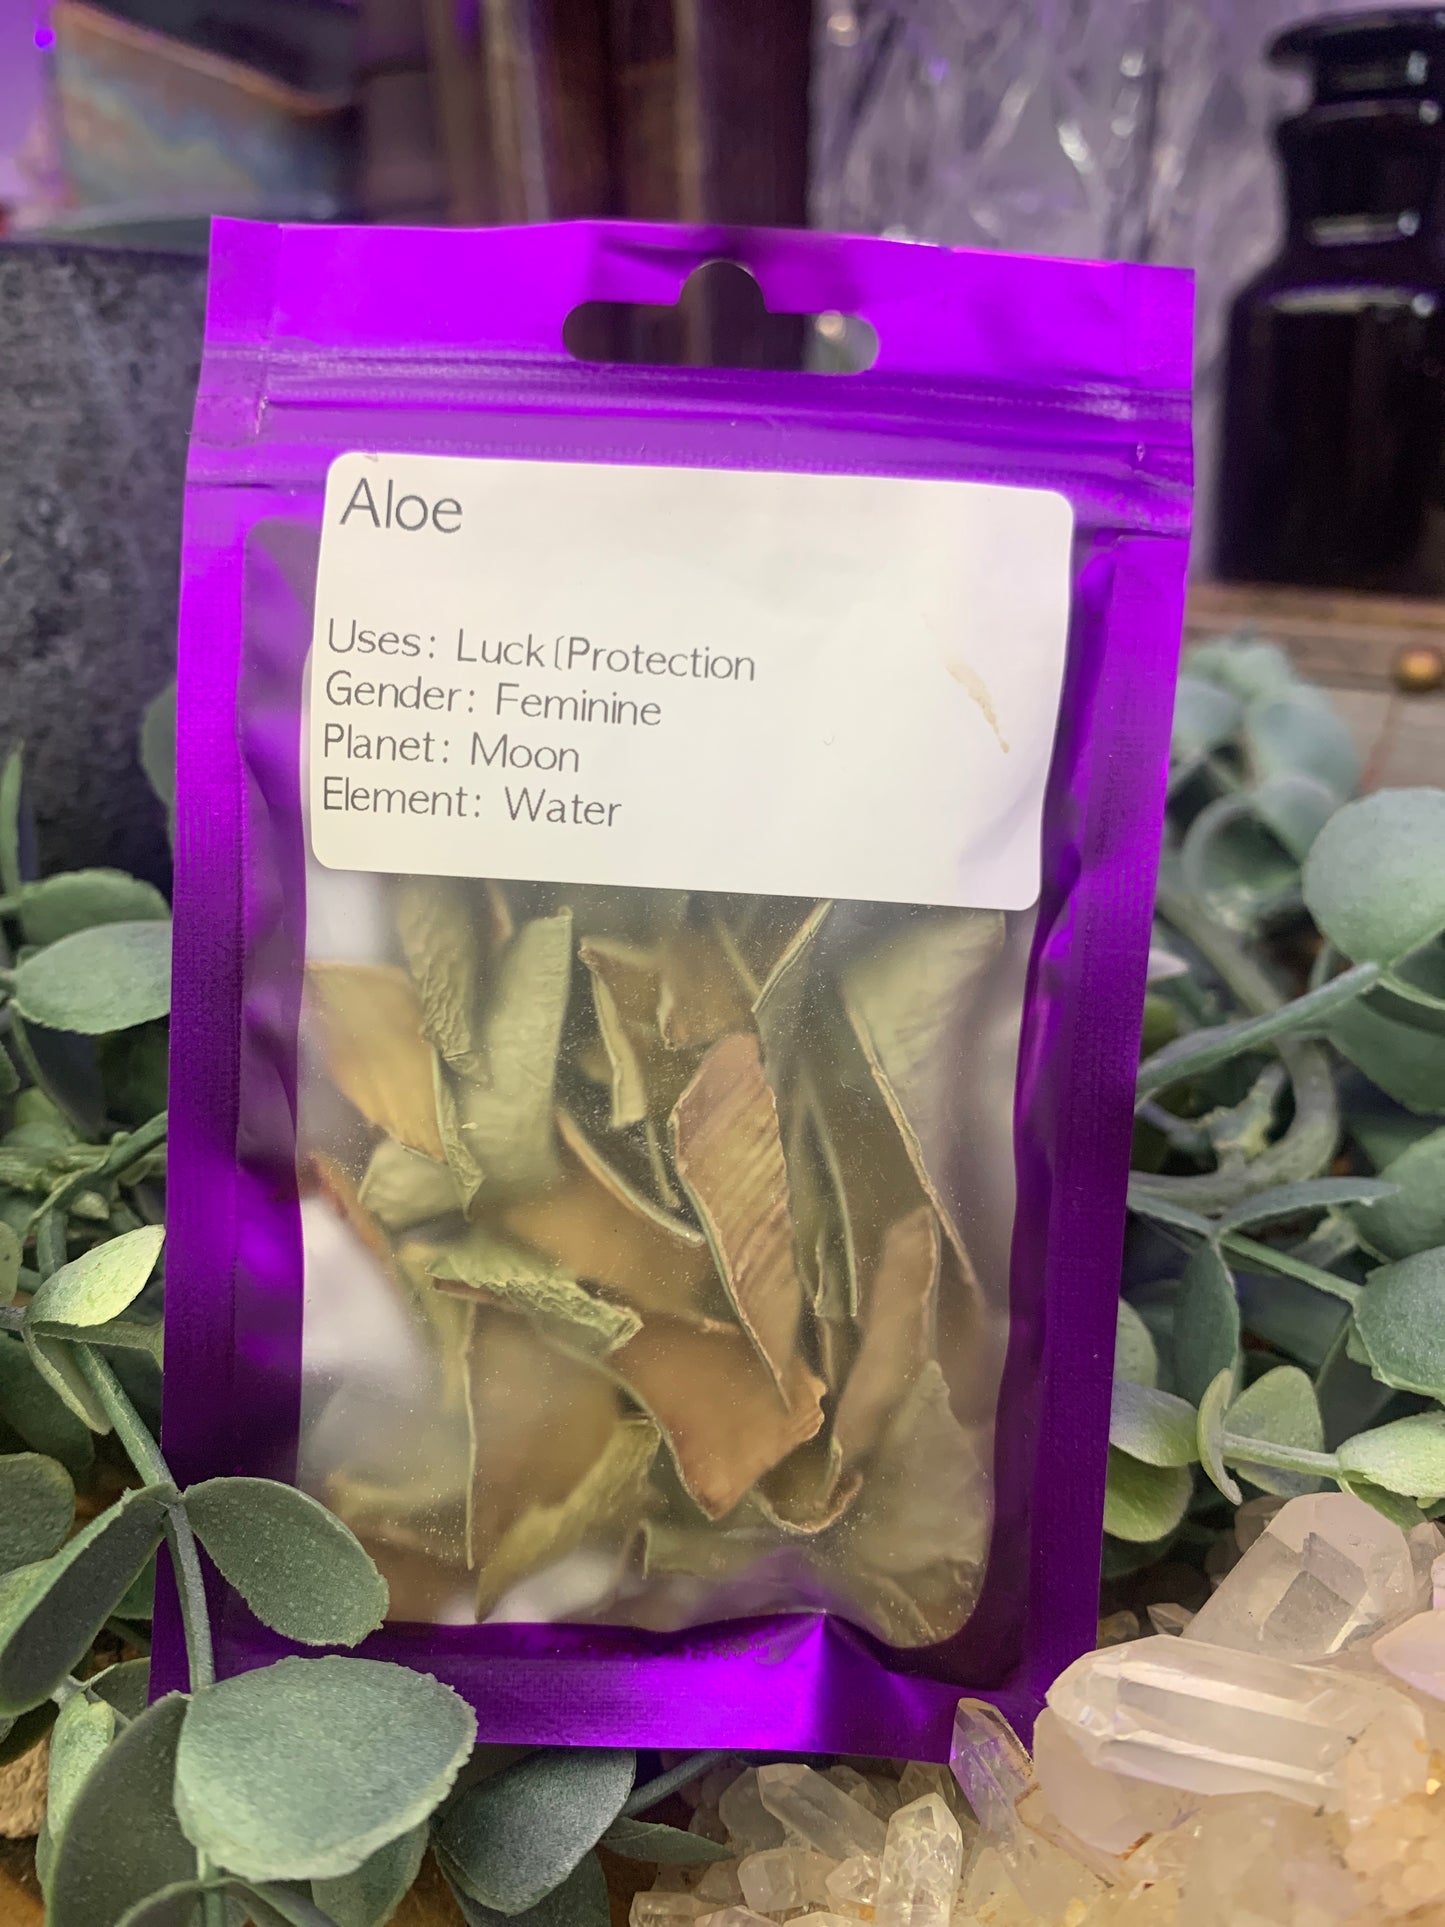 Aloe
Uses: Luck(Protection
Gender: Feminine
Planet: Moon
Element: Water